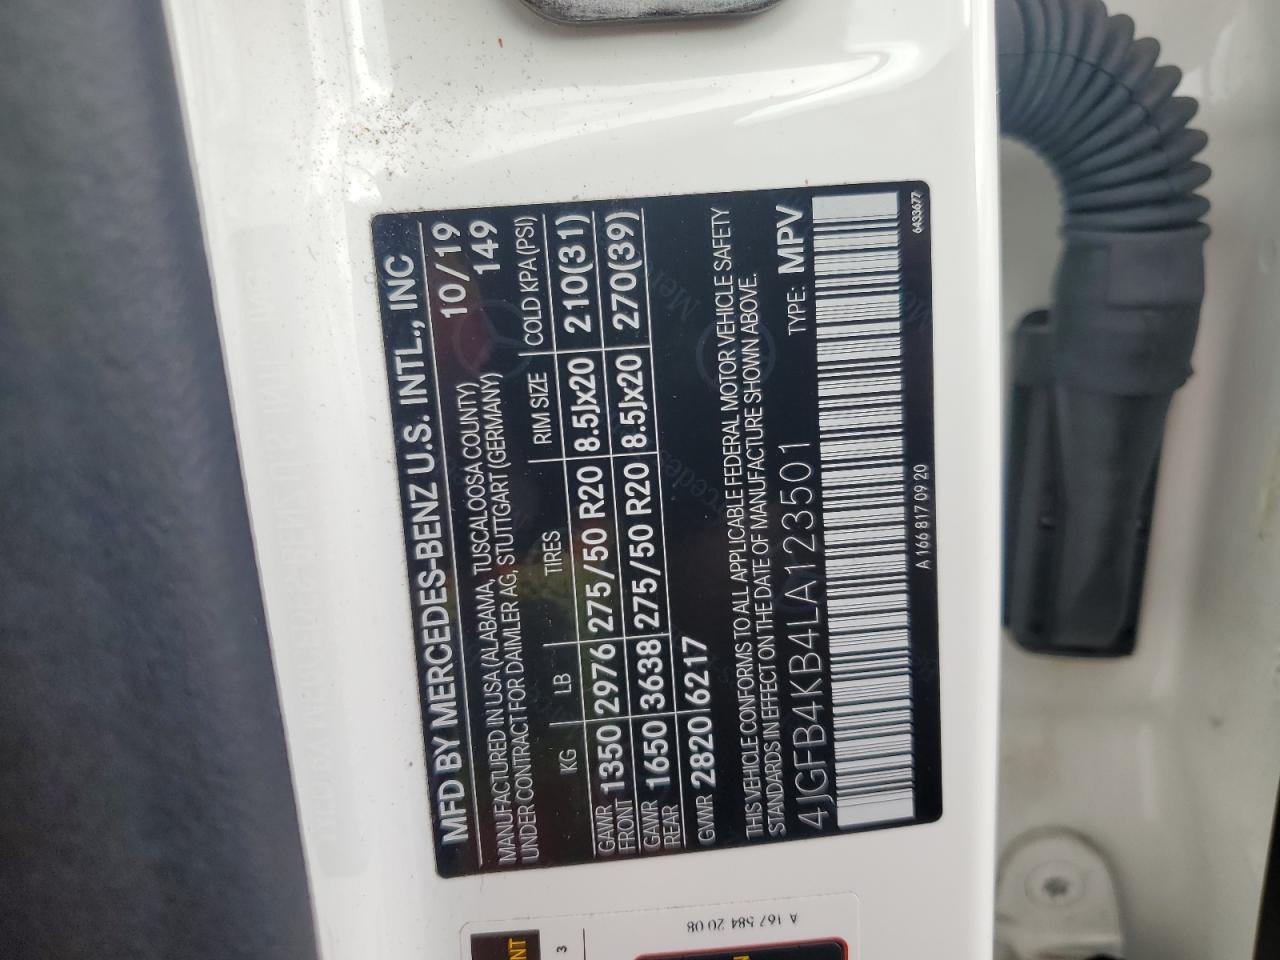 MFD BY MERCEDES-BENZ U.S. INTL., INC
MANUFACTURED IN USA (ALABAMA, TUSCALOOSA COUNTY) 10/19
UNDER CONTRACT FOR DAIMLER AG, STUTTGART (GERMANY) 149
KG LB TIRES RIM SIZE COLD KPA (PSI)
GAWR FRONT 1350 2976 275/50 R20 8.5Jx20 210(31)
GAWR REAR 1650 3638 275/50 R20 8.5Jx20 270(39)
GVWR 2820 6217
THIS VEHICLE CONFORMS TO ALL APPLICABLE FEDERAL MOTOR VEHICLE SAFETY
STANDARDS IN EFFECT ON THE DATE OF MANUFACTURE SHOWN ABOVE.
4JGFB4KB4LA123501 TYPE: MPV
A 166 817 09 20 6433677
A 167 584 20 08
3